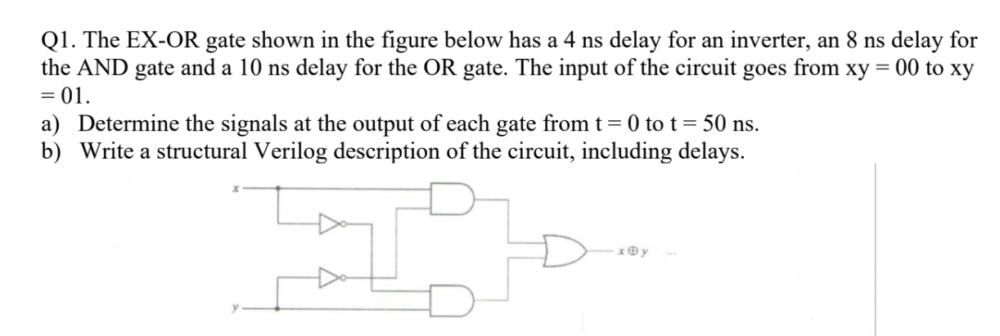 Q1. The EX-OR gate shown in the figure below has a 4 ns delay for an inverter, an 8 ns delay for
the AND gate and a 10 ns delay for the OR gate. The input of the circuit goes from xy = 00 to xy
= 01.
a) Determine the signals at the output of each gate from t = 0 to t = 50 ns.
b) Write a structural Verilog description of the circuit, including delays.
x
x ⊕ y
y